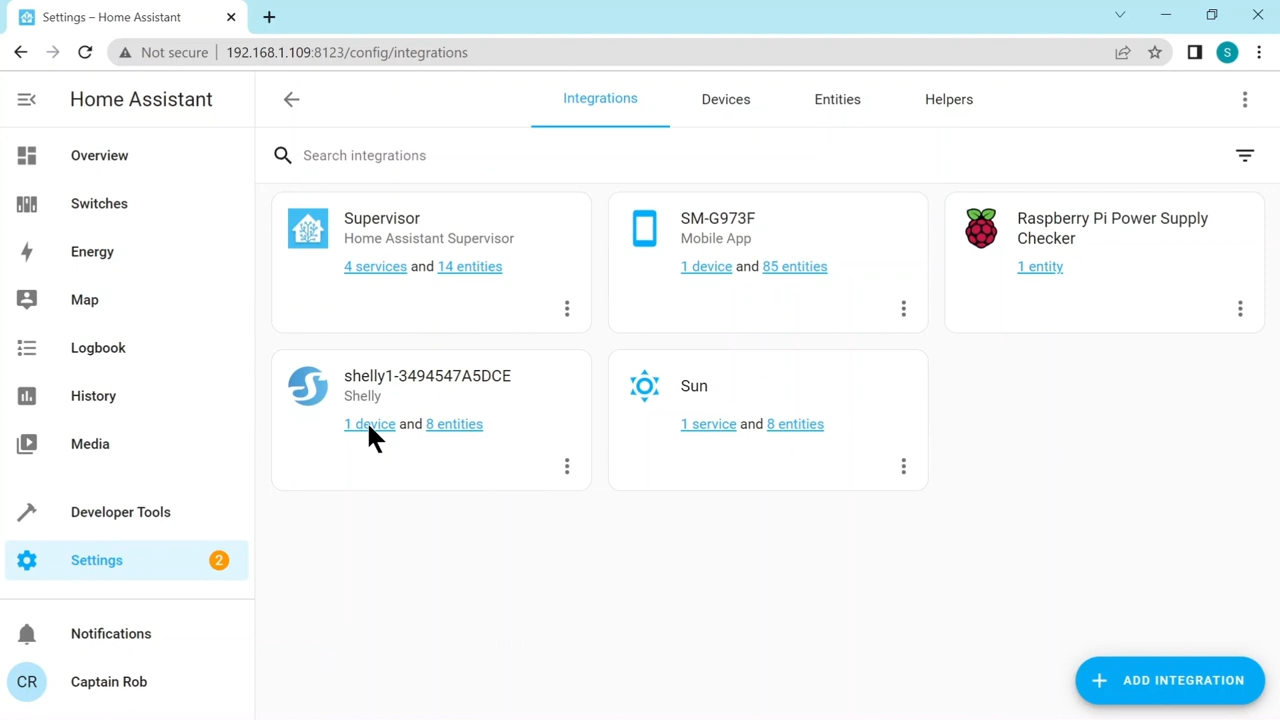 Settings – Home Assistant
Not secure | 192.168.1.109:8123/config/integrations
S
Home Assistant
Integrations
Devices
Entities
Helpers
Overview
Switches
Energy
Map
Logbook
History
Media
Developer Tools
Settings
2
Notifications
CR
Captain Rob
Search integrations
Supervisor
Home Assistant Supervisor
4 services and 14 entities
SM-G973F
Mobile App
1 device and 85 entities
Raspberry Pi Power Supply
Checker
1 entity
shelly1-3494547A5DCE
Shelly
1 device and 8 entities
Sun
1 service and 8 entities
ADD INTEGRATION